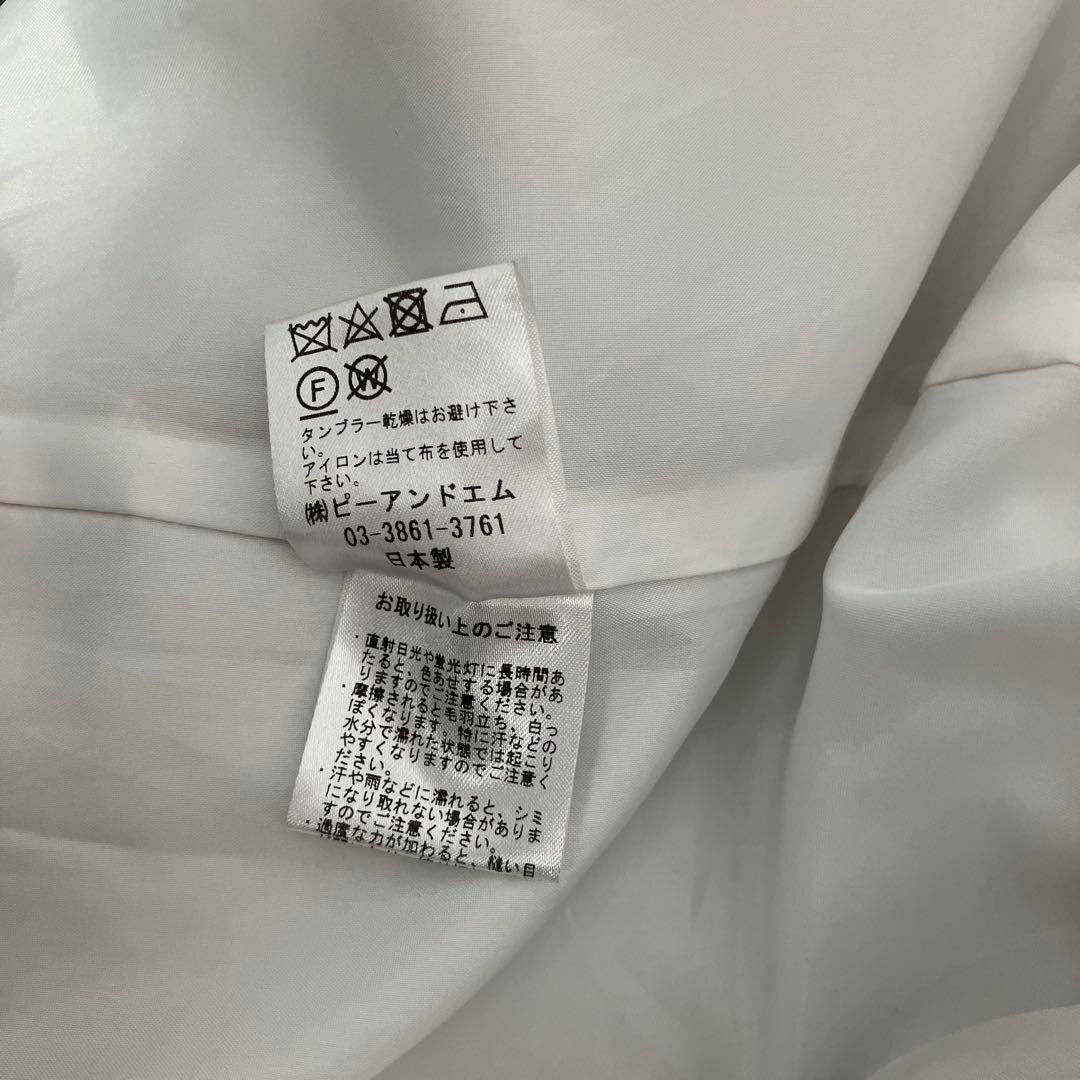 F W
タンブラー乾燥はお避け下さ
い。
アイロンは当て布を使用して
下さい。
㈱ピーアンドエム
03-3861-3761
日本製
お取り扱い上のご注意
・直射日光や蛍光灯に長時間あ
たると、色あせする場合があ
りますのでご注意ください。
・摩擦されると毛羽立ち、白っ
ぽくなります。特に汗などの
水分で濡れた状態では起こり
やすくなりますのでご注意く
ださい。
・汗や雨などに濡れると、シミ
になり取れない場合がありま
すのでご注意ください。
・過度な力が加わると、縫い目